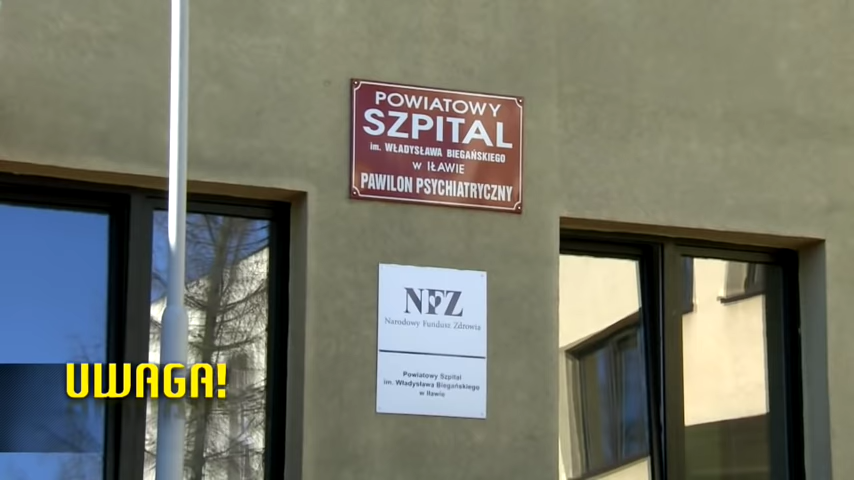 POWIATOWY
SZPITAL
im. WŁADYSŁAWA BIEGAŃSKIEGO
w IŁAWIE
PAWILON PSYCHIATRYCZNY
NFZ
Narodowy Fundusz Zdrowia
Powiatowy Szpital
im. Władysława Biegańskiego
w Iławie
UWAGA!